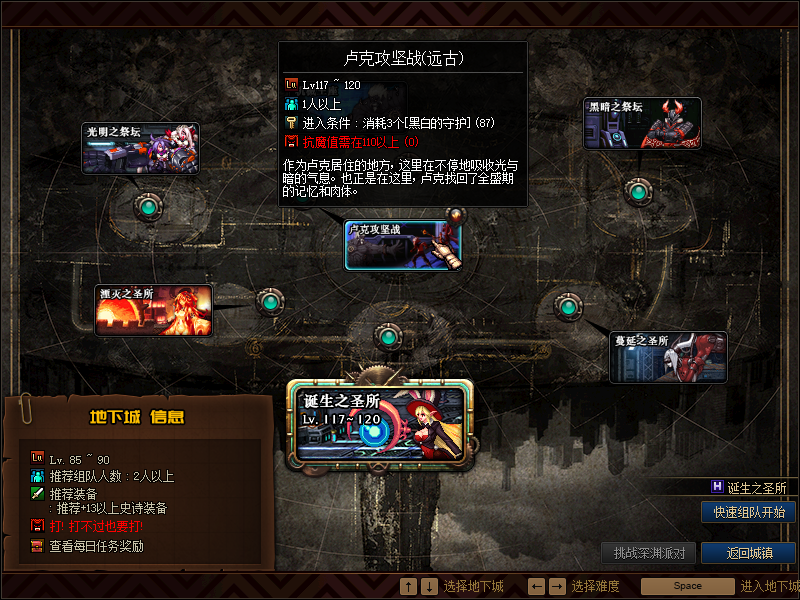 卢克攻坚战(远古)
Lv117 ~ 120
1人以上
进入条件：消耗3个[黑白的守护] (87)
抗魔值需在110以上 (0)
作为卢克居住的地方，这里在不停地吸收光与
暗的气息。也正是在这里，卢克找回了全盛期
的记忆和肉体。
光明之祭坛
黑暗之祭坛
卢克攻坚战
湮灭之圣所
蔓延之圣所
诞生之圣所
Lv. 117~120
地下城 信息
Lv. 85 ~ 90
推荐组队人数：2人以上
推荐装备
：推荐+13以上史诗装备
打! 打不过也要打!
查看每日任务奖励
H 诞生之圣所
快速组队开始
挑战深渊派对
返回城镇
↑ ↓ 选择地下城 ← → 选择难度 Space 进入地下城